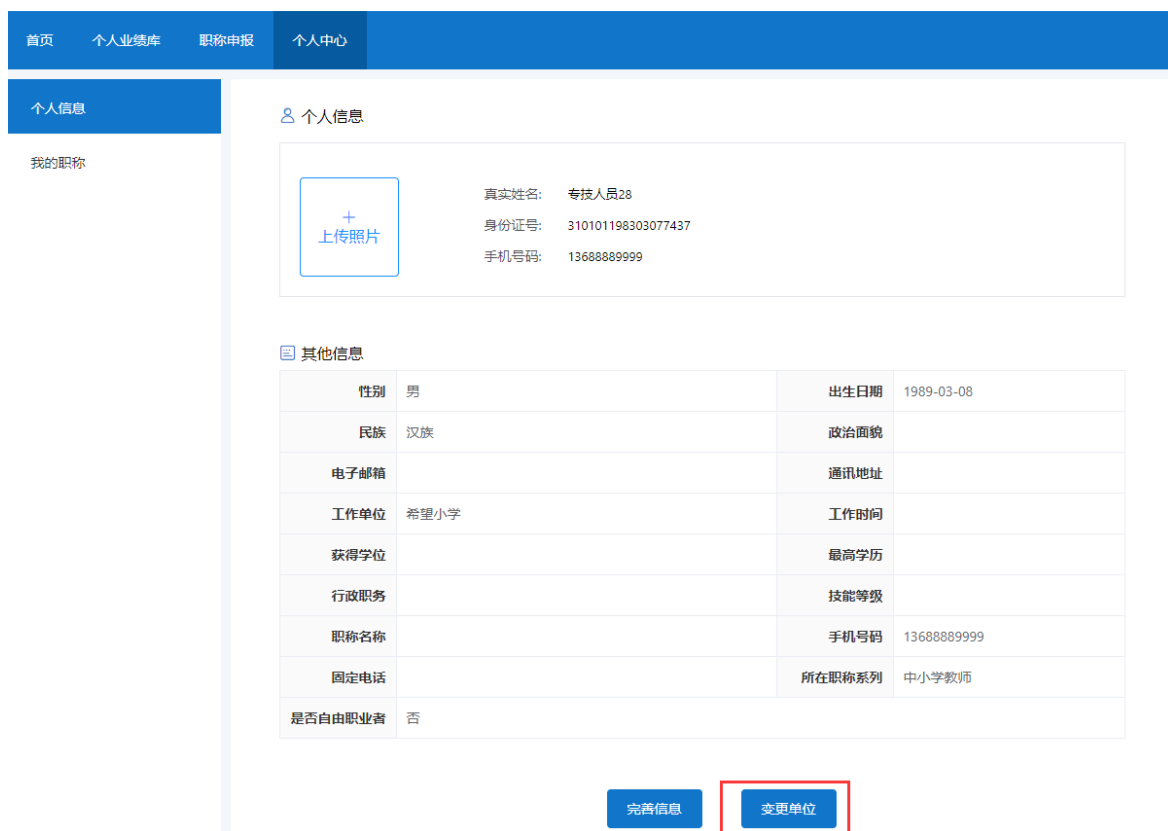 首页 个人业绩库 职称申报 个人中心
个人信息
我的职称
个人信息
上传照片
真实姓名: 专技人员28
身份证号: 310101198303077437
手机号码: 13688889999
其他信息
性别 男 出生日期 1989-03-08
民族 汉族 政治面貌
电子邮箱 通讯地址
工作单位 希望小学 工作时间
获得学位 最高学历
行政职务 技能等级
职称名称 手机号码 13688889999
固定电话 所在职称系列 中小学教师
是否自由职业者 否
完善信息 变更单位